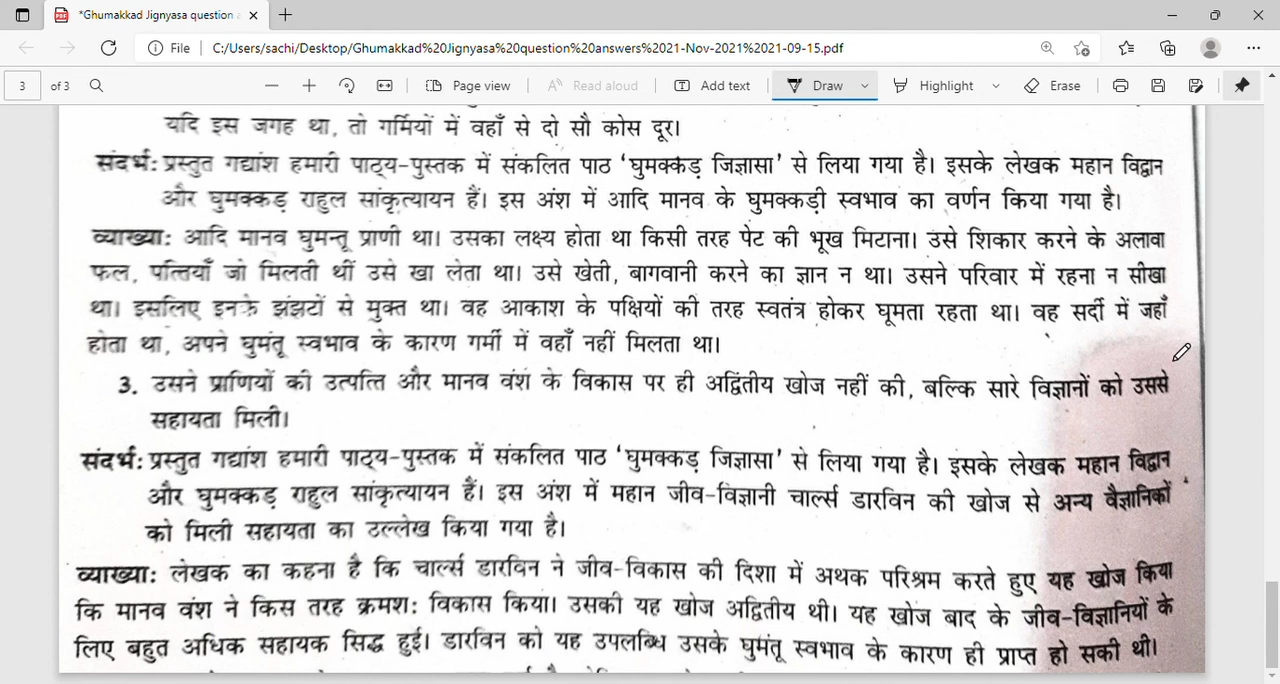 *Ghumakkad Jignyasa question a
File
C:/Users/sachi/Desktop/Ghumakkad%20Jignyasa%20question%20answers%2021-Nov-2021%2021-09-15.pdf
3 of 3 Page view Read aloud Add text Draw Highlight Erase
यदि इस जगह था, तो गर्मियों में वहाँ से दो सौ कोस दूर।
संदर्भ: प्रस्तुत गद्यांश हमारी पाठ्य-पुस्तक में संकलित पाठ 'घुमक्कड़ जिज्ञासा' से लिया गया है। इसके लेखक महान विद्वान
और घुमक्कड़ राहुल सांकृत्यायन हैं। इस अंश में आदि मानव के घुमक्कड़ी स्वभाव का वर्णन किया गया है।
व्याख्या: आदि मानव घुमन्तू प्राणी था। उसका लक्ष्य होता था किसी तरह पेट की भूख मिटाना। उसे शिकार करने के अलावा
फल, पत्तियाँ जो मिलती थीं उसे खा लेता था। उसे खेती, बागवानी करने का ज्ञान न था। उसने परिवार में रहना न सीखा
था। इसलिए इनके झंझटों से मुक्त था। वह आकाश के पक्षियों की तरह स्वतंत्र होकर घूमता रहता था। वह सर्दी में जहाँ
होता था, अपने घुमंतू स्वभाव के कारण गर्मी में वहाँ नहीं मिलता था।
3. उसने प्राणियों की उत्पत्ति और मानव वंश के विकास पर ही अद्वितीय खोज नहीं की, बल्कि सारे विज्ञानों को उससे
सहायता मिली।
संदर्भ: प्रस्तुत गद्यांश हमारी पाठ्य-पुस्तक में संकलित पाठ 'घुमक्कड़ जिज्ञासा' से लिया गया है। इसके लेखक महान विद्वान
और घुमक्कड़ राहुल सांकृत्यायन हैं। इस अंश में महान जीव-विज्ञानी चार्ल्स डारविन की खोज से अन्य वैज्ञानिकों
को मिली सहायता का उल्लेख किया गया है।
व्याख्या: लेखक का कहना है कि चार्ल्स डारविन ने जीव-विकास की दिशा में अथक परिश्रम करते हुए यह खोज किया
कि मानव वंश ने किस तरह क्रमश: विकास किया। उसकी यह खोज अद्वितीय थी। यह खोज बाद के जीव-विज्ञानियों के
लिए बहुत अधिक सहायक सिद्ध हुई। डारविन को यह उपलब्धि उसके घुमंतू स्वभाव के कारण ही प्राप्त हो सकी थी।